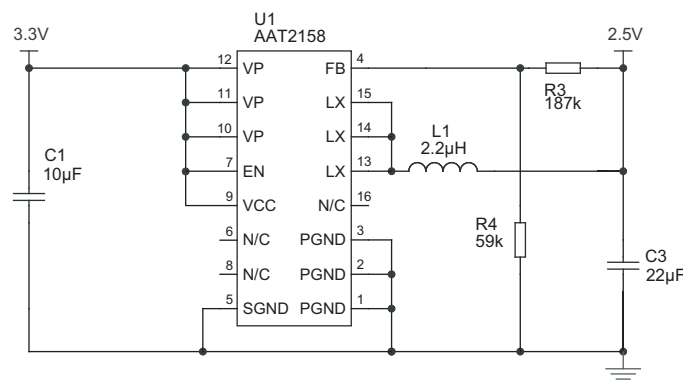 3.3V
U1
AAT2158
2.5V
12 VP FB 4
11 VP LX 15
10 VP LX 14
7 EN LX 13
9 VCC N/C 16
6 N/C PGND 3
8 N/C PGND 2
5 SGND PGND 1
C1
10µF
L1
2.2µH
R3
187k
R4
59k
C3
22µF